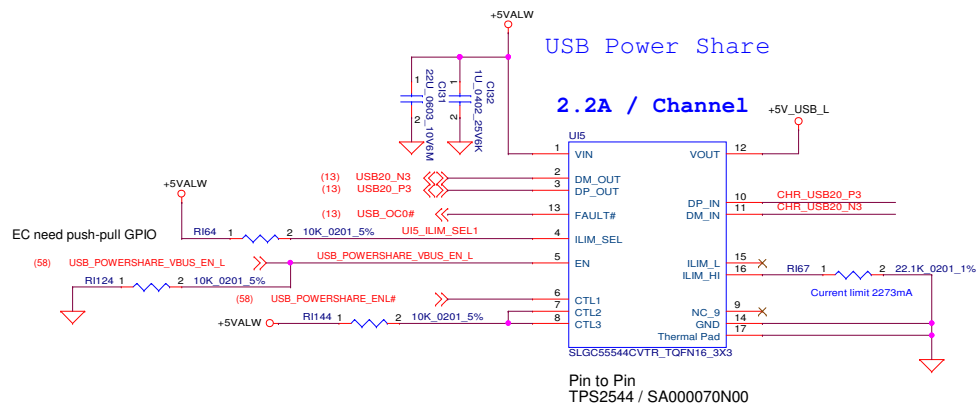 +5VALW
USB Power Share
2.2A / Channel
+5V_USB_L
1
2
CI31
22U_0603_10V6M
1
2
CI32
1U_0402_25V6K
UI5
1 VIN
VOUT 12
(13) USB20_N3 2 DM_OUT
(13) USB20_P3 3 DP_OUT
DP_IN 10 CHR_USB20_P3
DM_IN 11 CHR_USB20_N3
(13) USB_OC0# 13 FAULT#
+5VALW
EC need push-pull GPIO
RI64 1 2 10K_0201_5% UI5_ILIM_SEL1 4 ILIM_SEL
(58) USB_POWERSHARE_VBUS_EN_L USB_POWERSHARE_VBUS_EN_L 5 EN
ILIM_L 15
ILIM_HI 16 RI67 1 2 22.1K_0201_1%
Current limit 2273mA
RI124 1 2 10K_0201_5%
(58) USB_POWERSHARE_ENL# 6 CTL1
7 CTL2
+5VALW RI144 1 2 10K_0201_5% 8 CTL3
NC_9 9
GND 14
Thermal Pad 17
SLGC55544CVTR_TQFN16_3X3
Pin to Pin
TPS2544 / SA000070N00